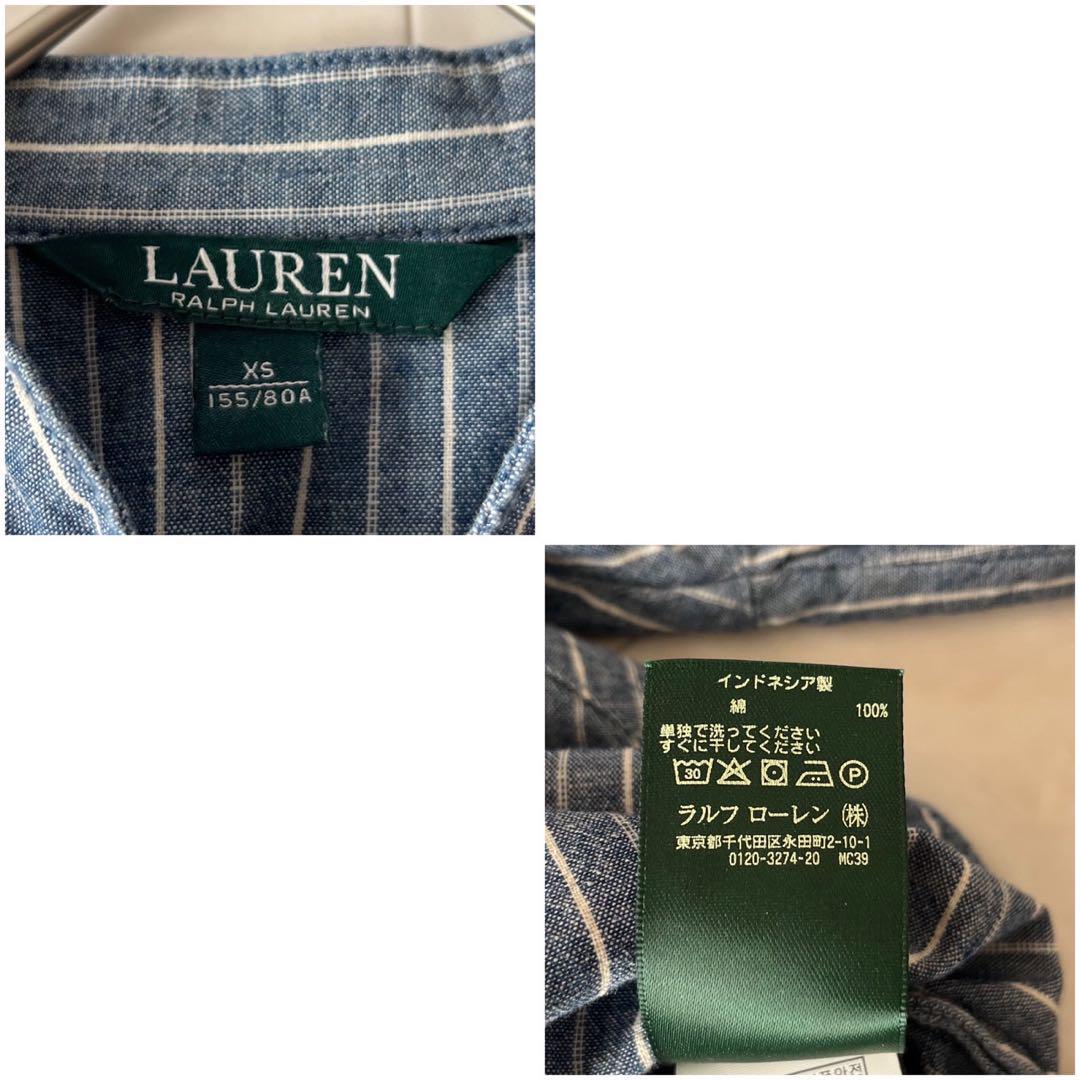 LAUREN
RALPH LAUREN
XS
155/80A
インドネシア製
綿 100%
単独で洗ってください
すぐに干してください
30 P
ラルフ ローレン (株)
東京都千代田区永田町2-10-1
0120-3274-20 MC39